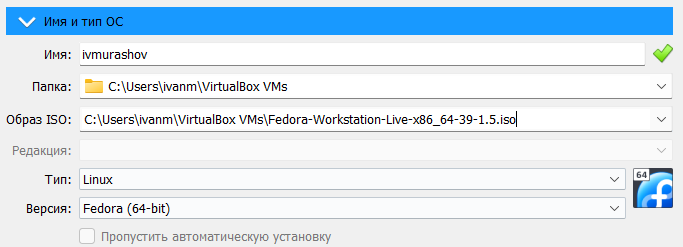 Имя и тип ОС
Имя: ivmurashov
Папка: C:\Users\ivanm\VirtualBox VMs
Образ ISO: C:\Users\ivanm\VirtualBox VMs\Fedora-Workstation-Live-x86_64-39-1.5.iso
Редакция:
Тип: Linux
64
Версия: Fedora (64-bit)
Пропустить автоматическую установку